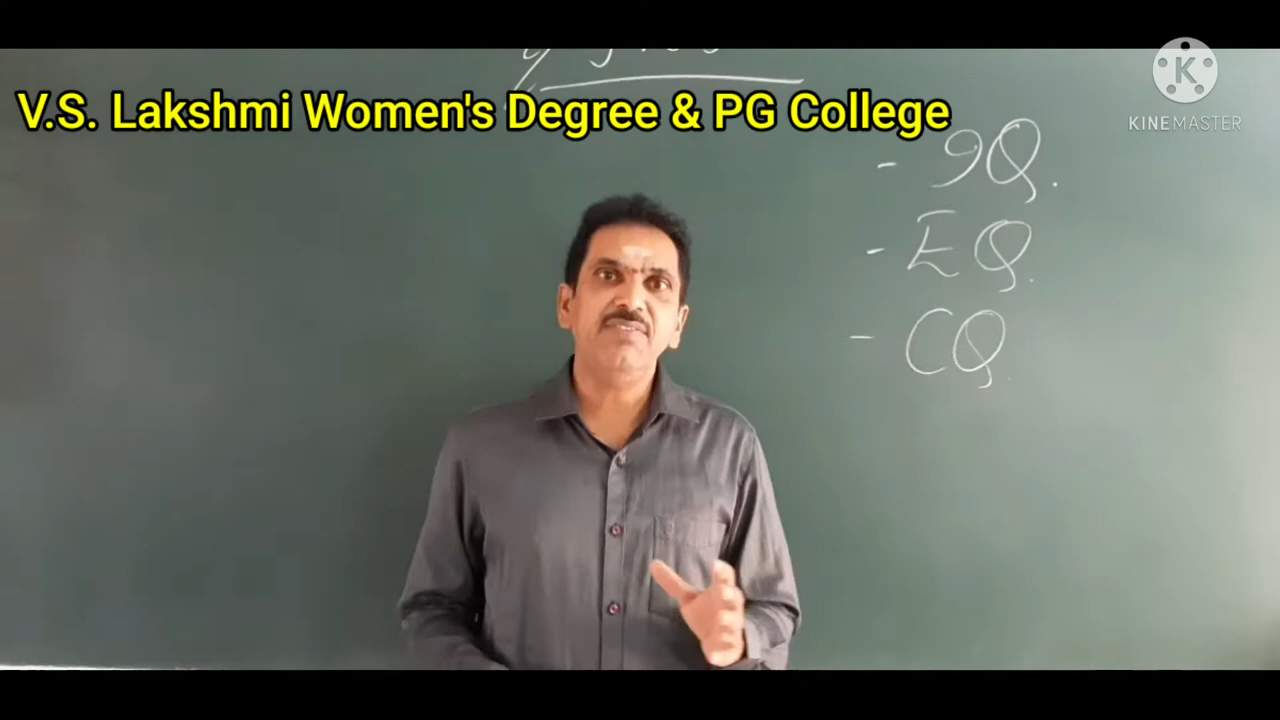 V.S. Lakshmi Women's Degree & PG College
KINEMASTER
- IQ.
- EQ.
- CQ